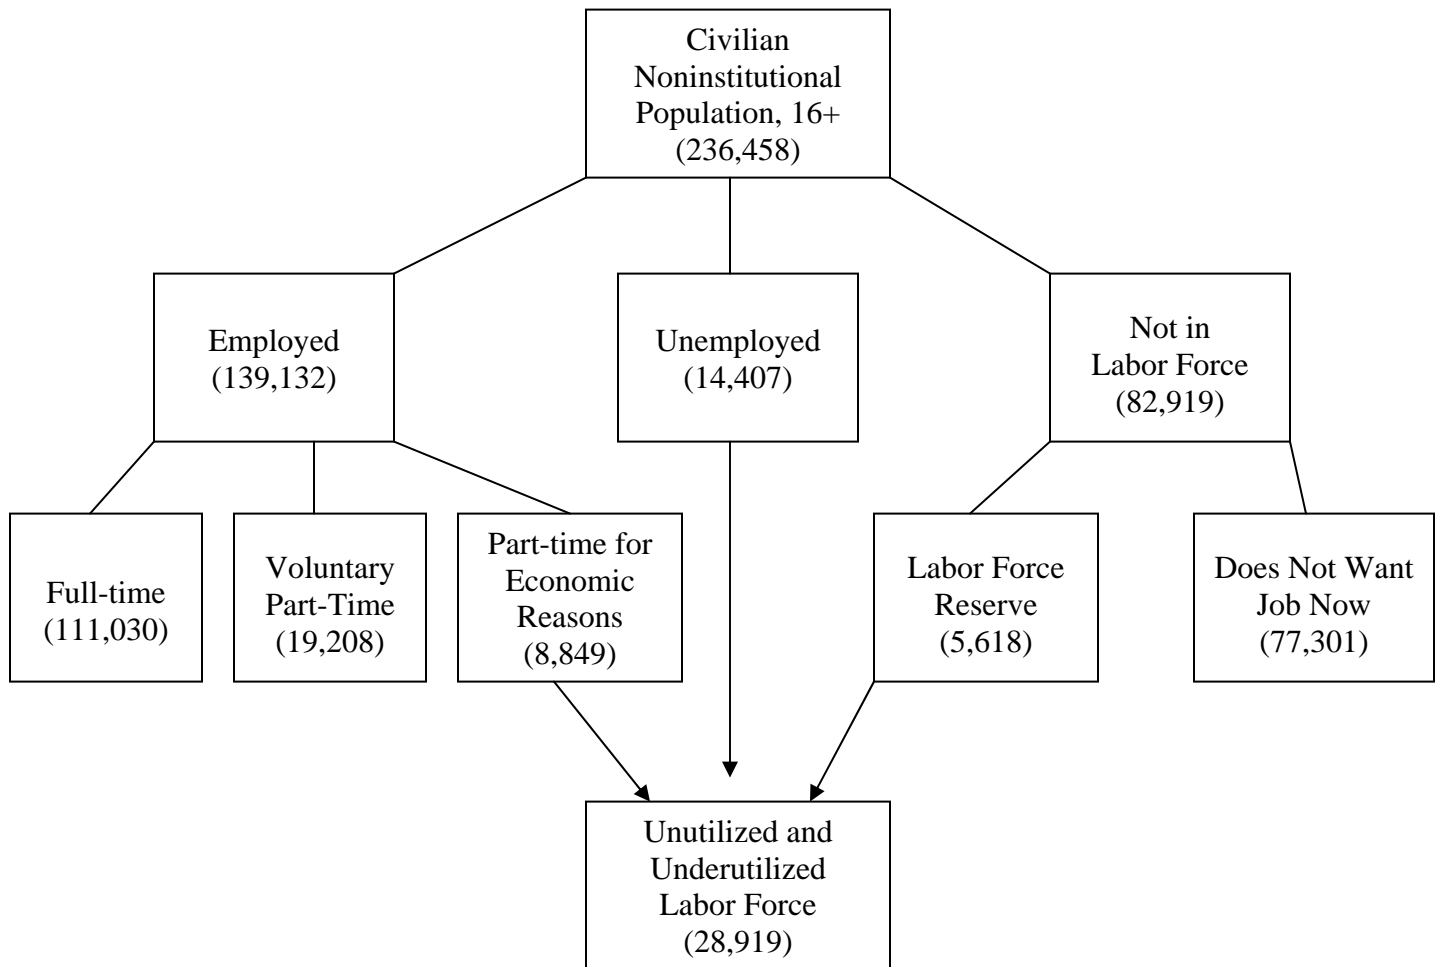 Civilian
Noninstitutional
Population, 16+
(236,458)
Employed
(139,132)
Unemployed
(14,407)
Not in
Labor Force
(82,919)
Full-time
(111,030)
Voluntary
Part-Time
(19,208)
Part-time for
Economic
Reasons
(8,849)
Labor Force
Reserve
(5,618)
Does Not Want
Job Now
(77,301)
Unutilized and
Underutilized
Labor Force
(28,919)